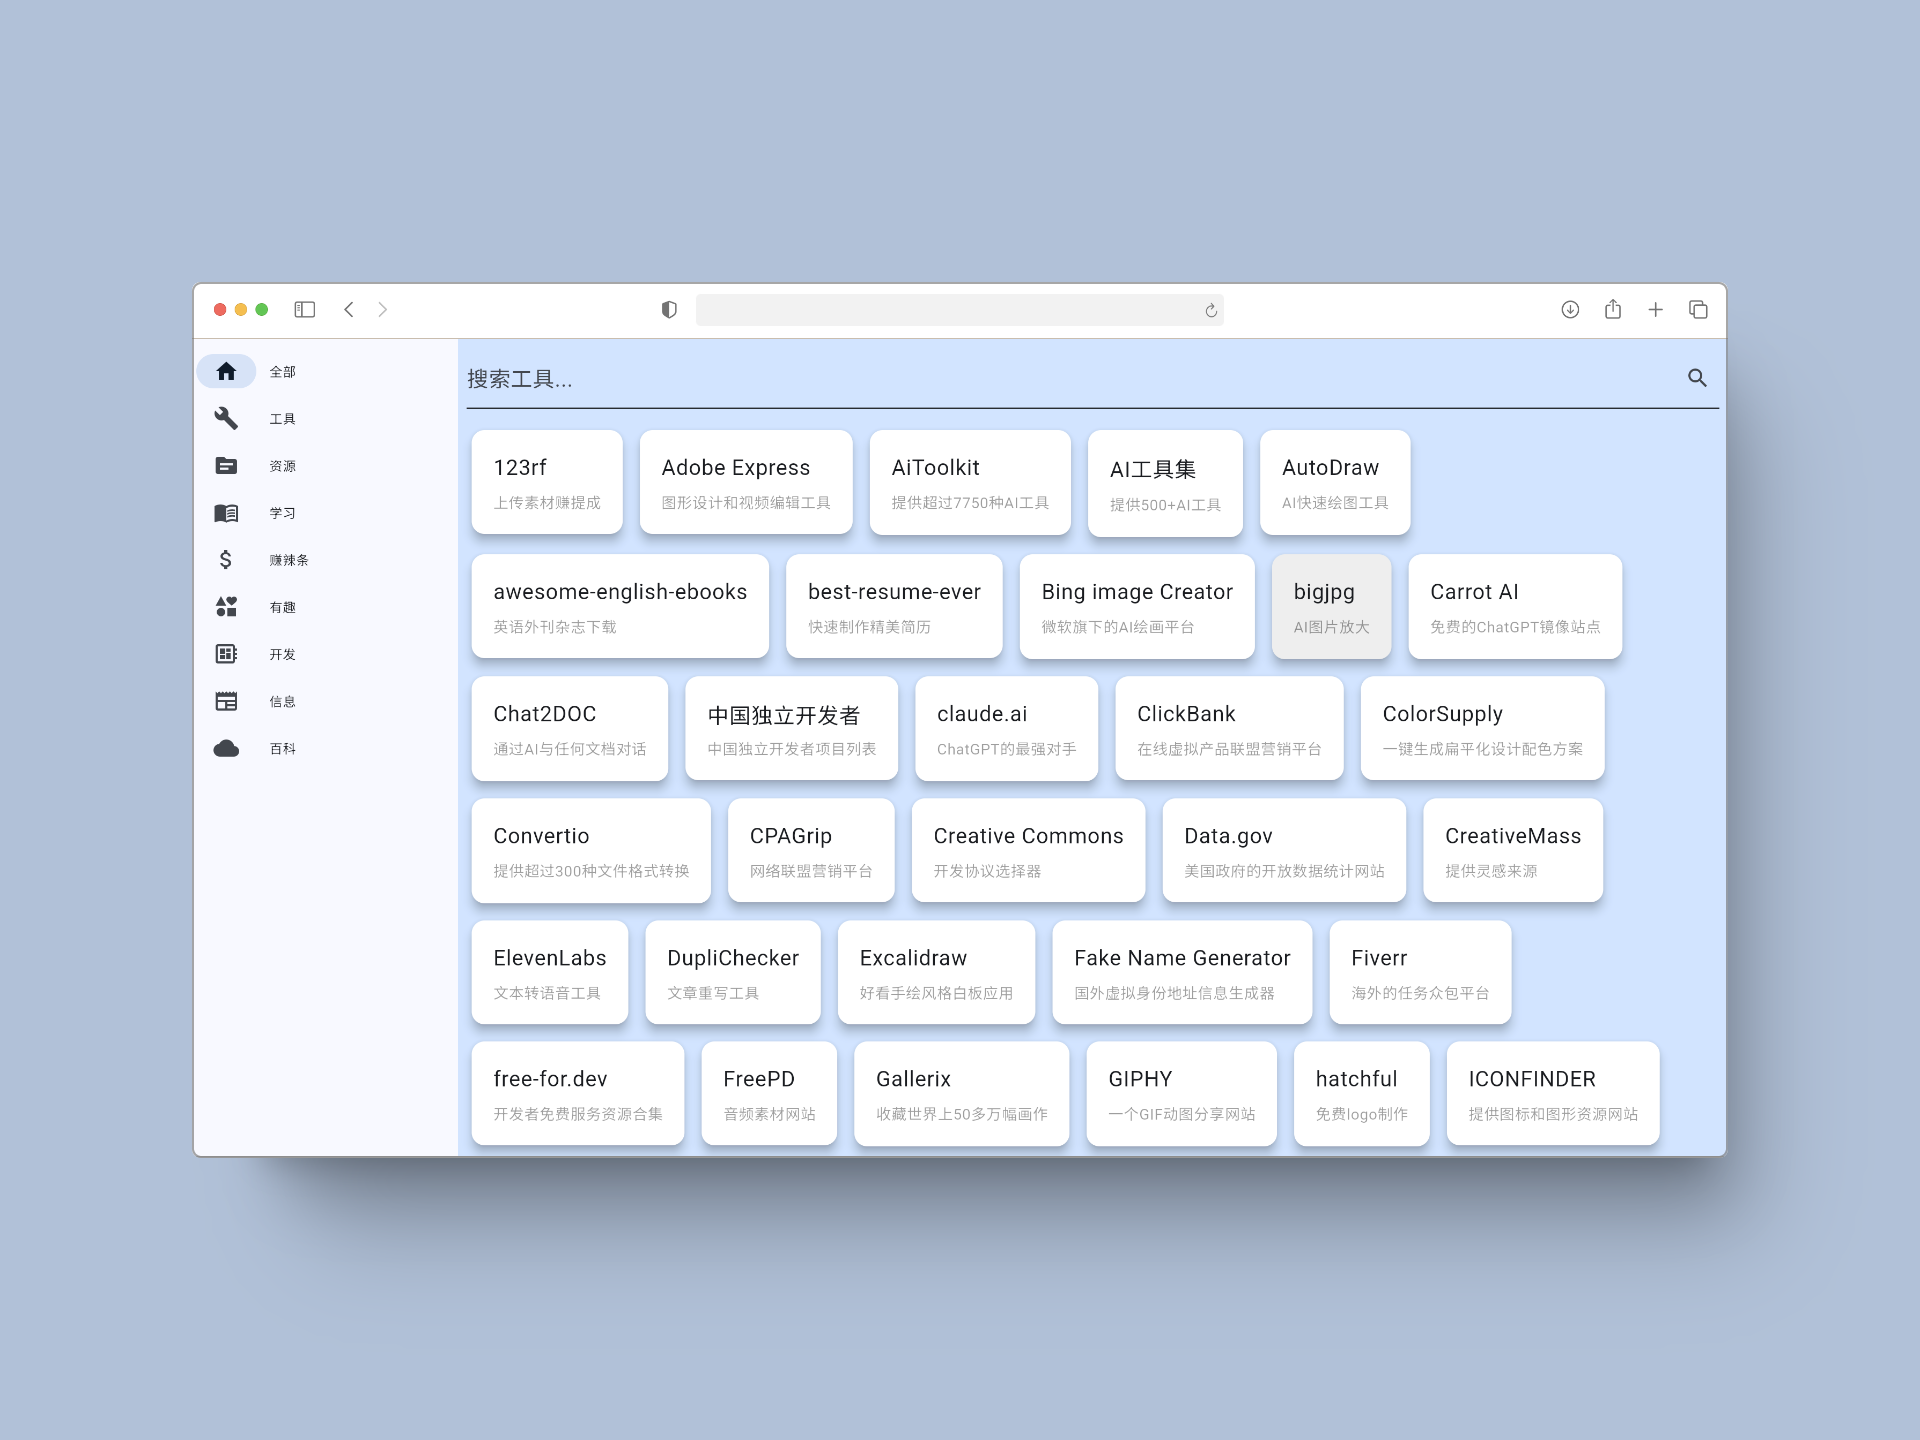 全部
工具
资源
学习
赚辣条
有趣
开发
信息
百科
搜索工具...
123rf
上传素材赚提成
Adobe Express
图形设计和视频编辑工具
AiToolkit
提供超过7750种AI工具
AI工具集
提供500+AI工具
AutoDraw
AI快速绘图工具
awesome-english-ebooks
英语外刊杂志下载
best-resume-ever
快速制作精美简历
Bing image Creator
微软旗下的AI绘画平台
bigjpg
AI图片放大
Carrot AI
免费的ChatGPT镜像站点
Chat2DOC
通过AI与任何文档对话
中国独立开发者
中国独立开发者项目列表
claude.ai
ChatGPT的最强对手
ClickBank
在线虚拟产品联盟营销平台
ColorSupply
一键生成扁平化设计配色方案
Convertio
提供超过300种文件格式转换
CPAGrip
网络联盟营销平台
Creative Commons
开发协议选择器
Data.gov
美国政府的开放数据统计网站
CreativeMass
提供灵感来源
ElevenLabs
文本转语音工具
DupliChecker
文章重写工具
Excalidraw
好看手绘风格白板应用
Fake Name Generator
国外虚拟身份地址信息生成器
Fiverr
海外的任务众包平台
free-for.dev
开发者免费服务资源合集
FreePD
音频素材网站
Gallerix
收藏世界上50多万幅画作
GIPHY
一个GIF动图分享网站
hatchful
免费logo制作
ICONFINDER
提供图标和图形资源网站